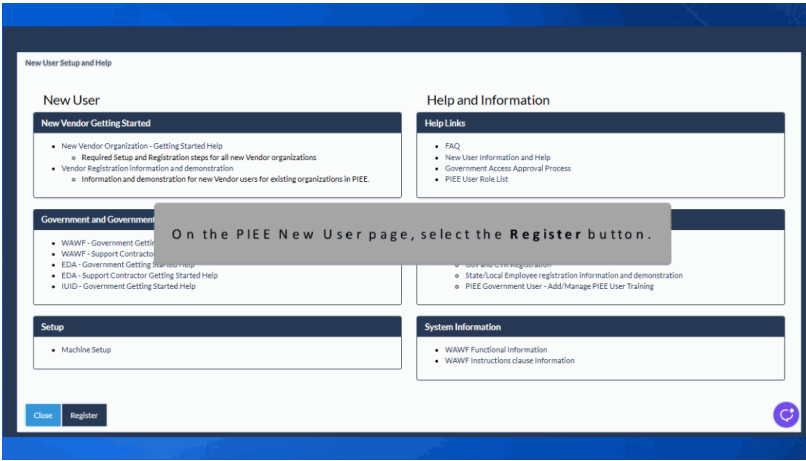 New User Setup and Help
New User
New Vendor Getting Started
New Vendor Organization - Getting Started Help
Required Setup and Registration steps for all new Vendor organizations
Vendor Registration information and demonstration
Information and demonstration for new Vendor users for existing organizations in PIEE.
Government and Government
WAWF - Government Getti
WAWF - Support Contracto
EDA - Government Getting Started Help
EDA - Support Contractor Getting Started Help
IUID - Government Getting Started Help
Setup
Machine Setup
Help and Information
Help Links
FAQ
New User Information and Help
Government Access Approval Process
PIEE User Role List
Gov and CTR Registration
State/Local Employee registration information and demonstration
PIEE Government User - Add/Manage PIEE User Training
System Information
WAWF Functional Information
WAWF Instructions clause Information
On the PIEE New User page, select the Register button.
Close Register